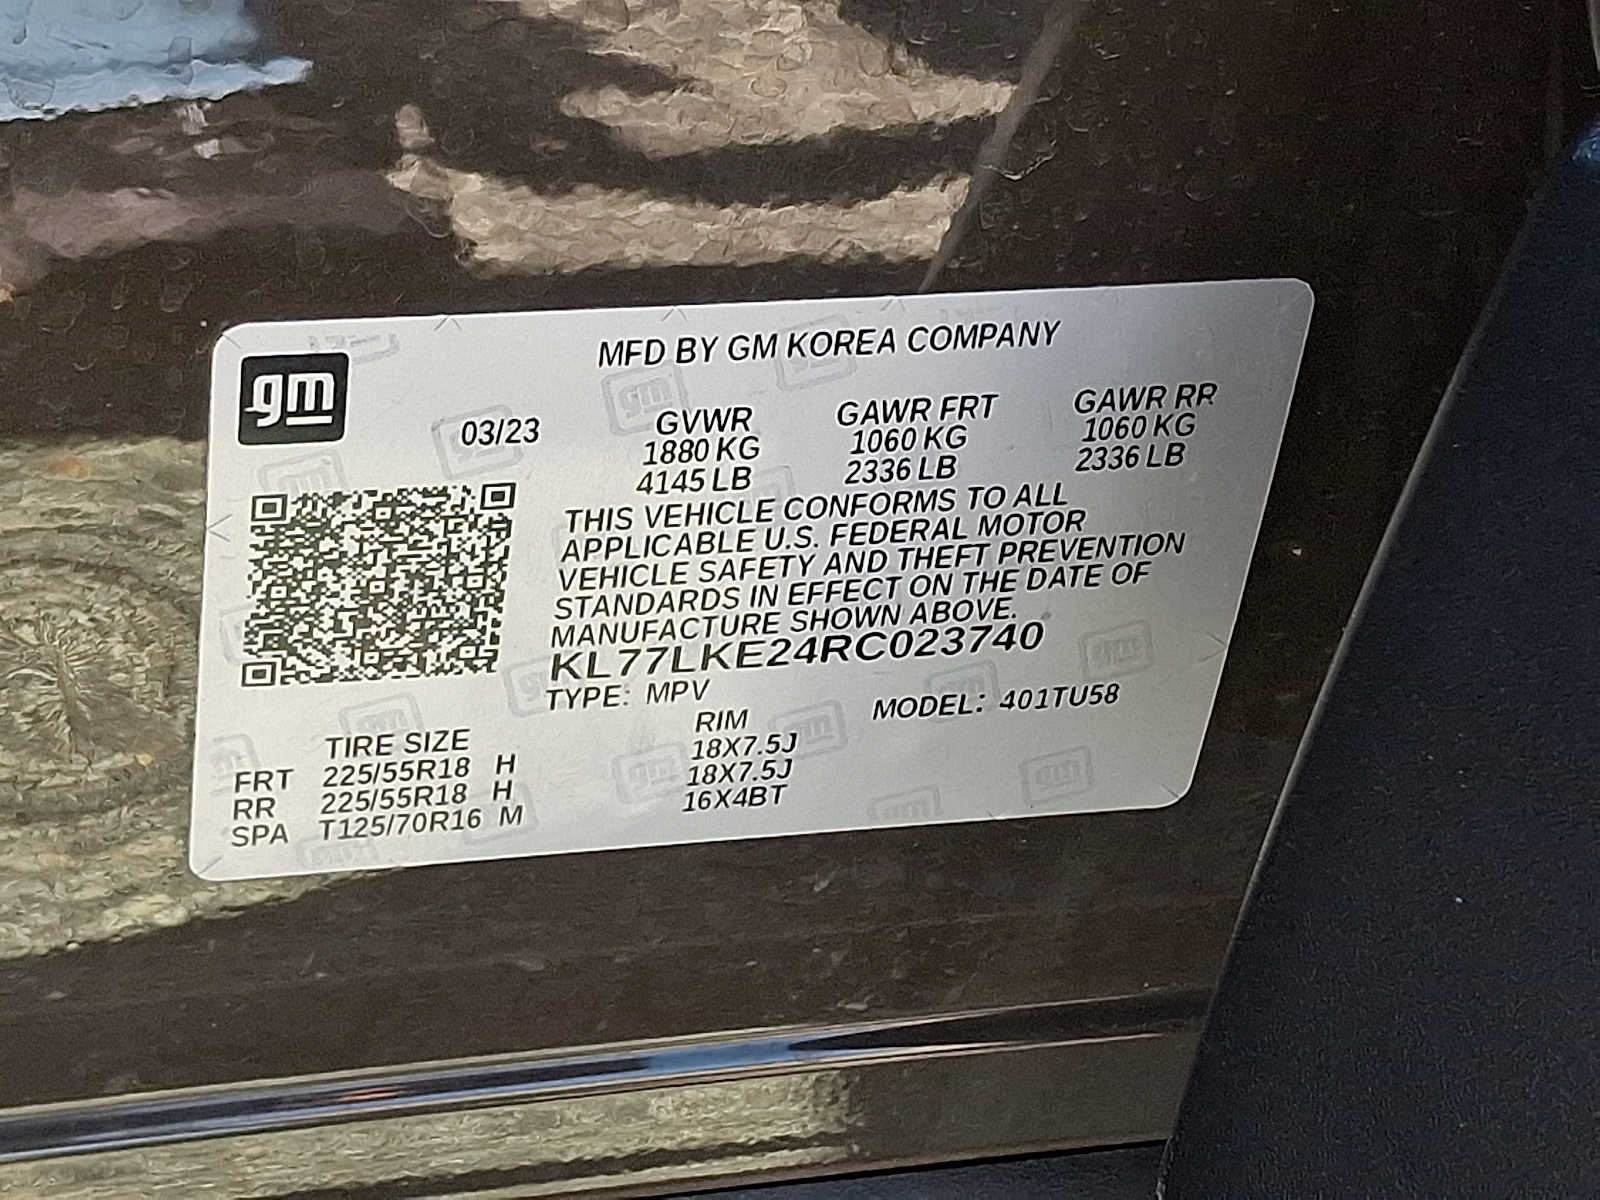 MFD BY GM KOREA COMPANY
gm
03/23
GVWR GAWR FRT GAWR RR
1880 KG 1060 KG 1060 KG
4145 LB 2336 LB 2336 LB
THIS VEHICLE CONFORMS TO ALL
APPLICABLE U.S. FEDERAL MOTOR
VEHICLE SAFETY AND THEFT PREVENTION
STANDARDS IN EFFECT ON THE DATE OF
MANUFACTURE SHOWN ABOVE.
KL77LKE24RC023740
TYPE: MPV MODEL: 401TU58
TIRE SIZE RIM
FRT 225/55R18 H 18X7.5J
RR 225/55R18 H 18X7.5J
SPA T125/70R16 M 16X4BT